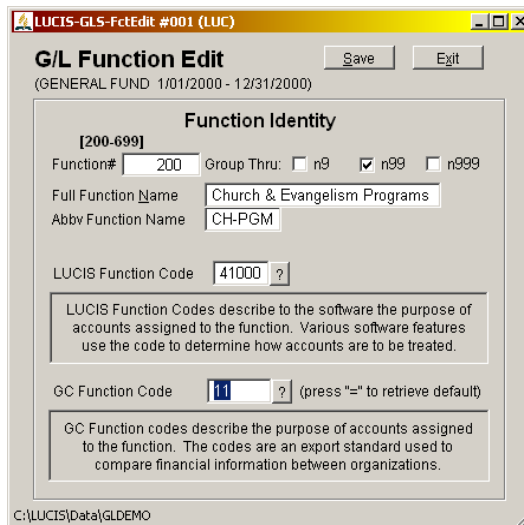 LUCIS-GLS-FctEdit #001 (LUC)
G/L Function Edit
Save
Exit
(GENERAL FUND 1/01/2000 - 12/31/2000)
Function Identity
[200-699]
Function# 200 Group Thru: n9 n99 n999
Full Function Name Church & Evangelism Programs
Abbv Function Name CH-PGM
LUCIS Function Code 41000 ?
LUCIS Function Codes describe to the software the purpose of
accounts assigned to the function. Various software features
use the code to determine how accounts are to be treated.
GC Function Code 11 ? (press "=" to retrieve default)
GC Function codes describe the purpose of accounts assigned
to the function. The codes are an export standard used to
compare financial information between organizations.
C:\LUCIS\Data\GLDEMO